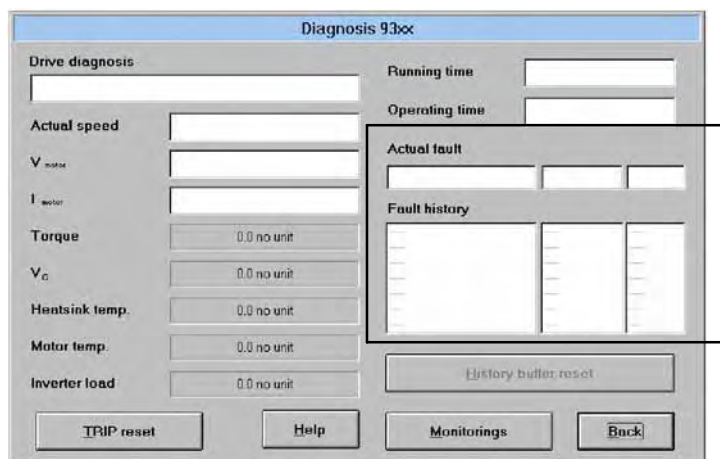 Diagnosis 93xx
Drive diagnosis
Actual speed
V motor
I motor
Torque 0.0 no unit
VG 0.0 no unit
Heatsink temp. 0.0 no unit
Motor temp. 0.0 no unit
Inverter load 0.0 no unit
TRIP reset
Help
Running time
Operating time
Actual fault
Fault history
History buffer reset
Monitorings
Back